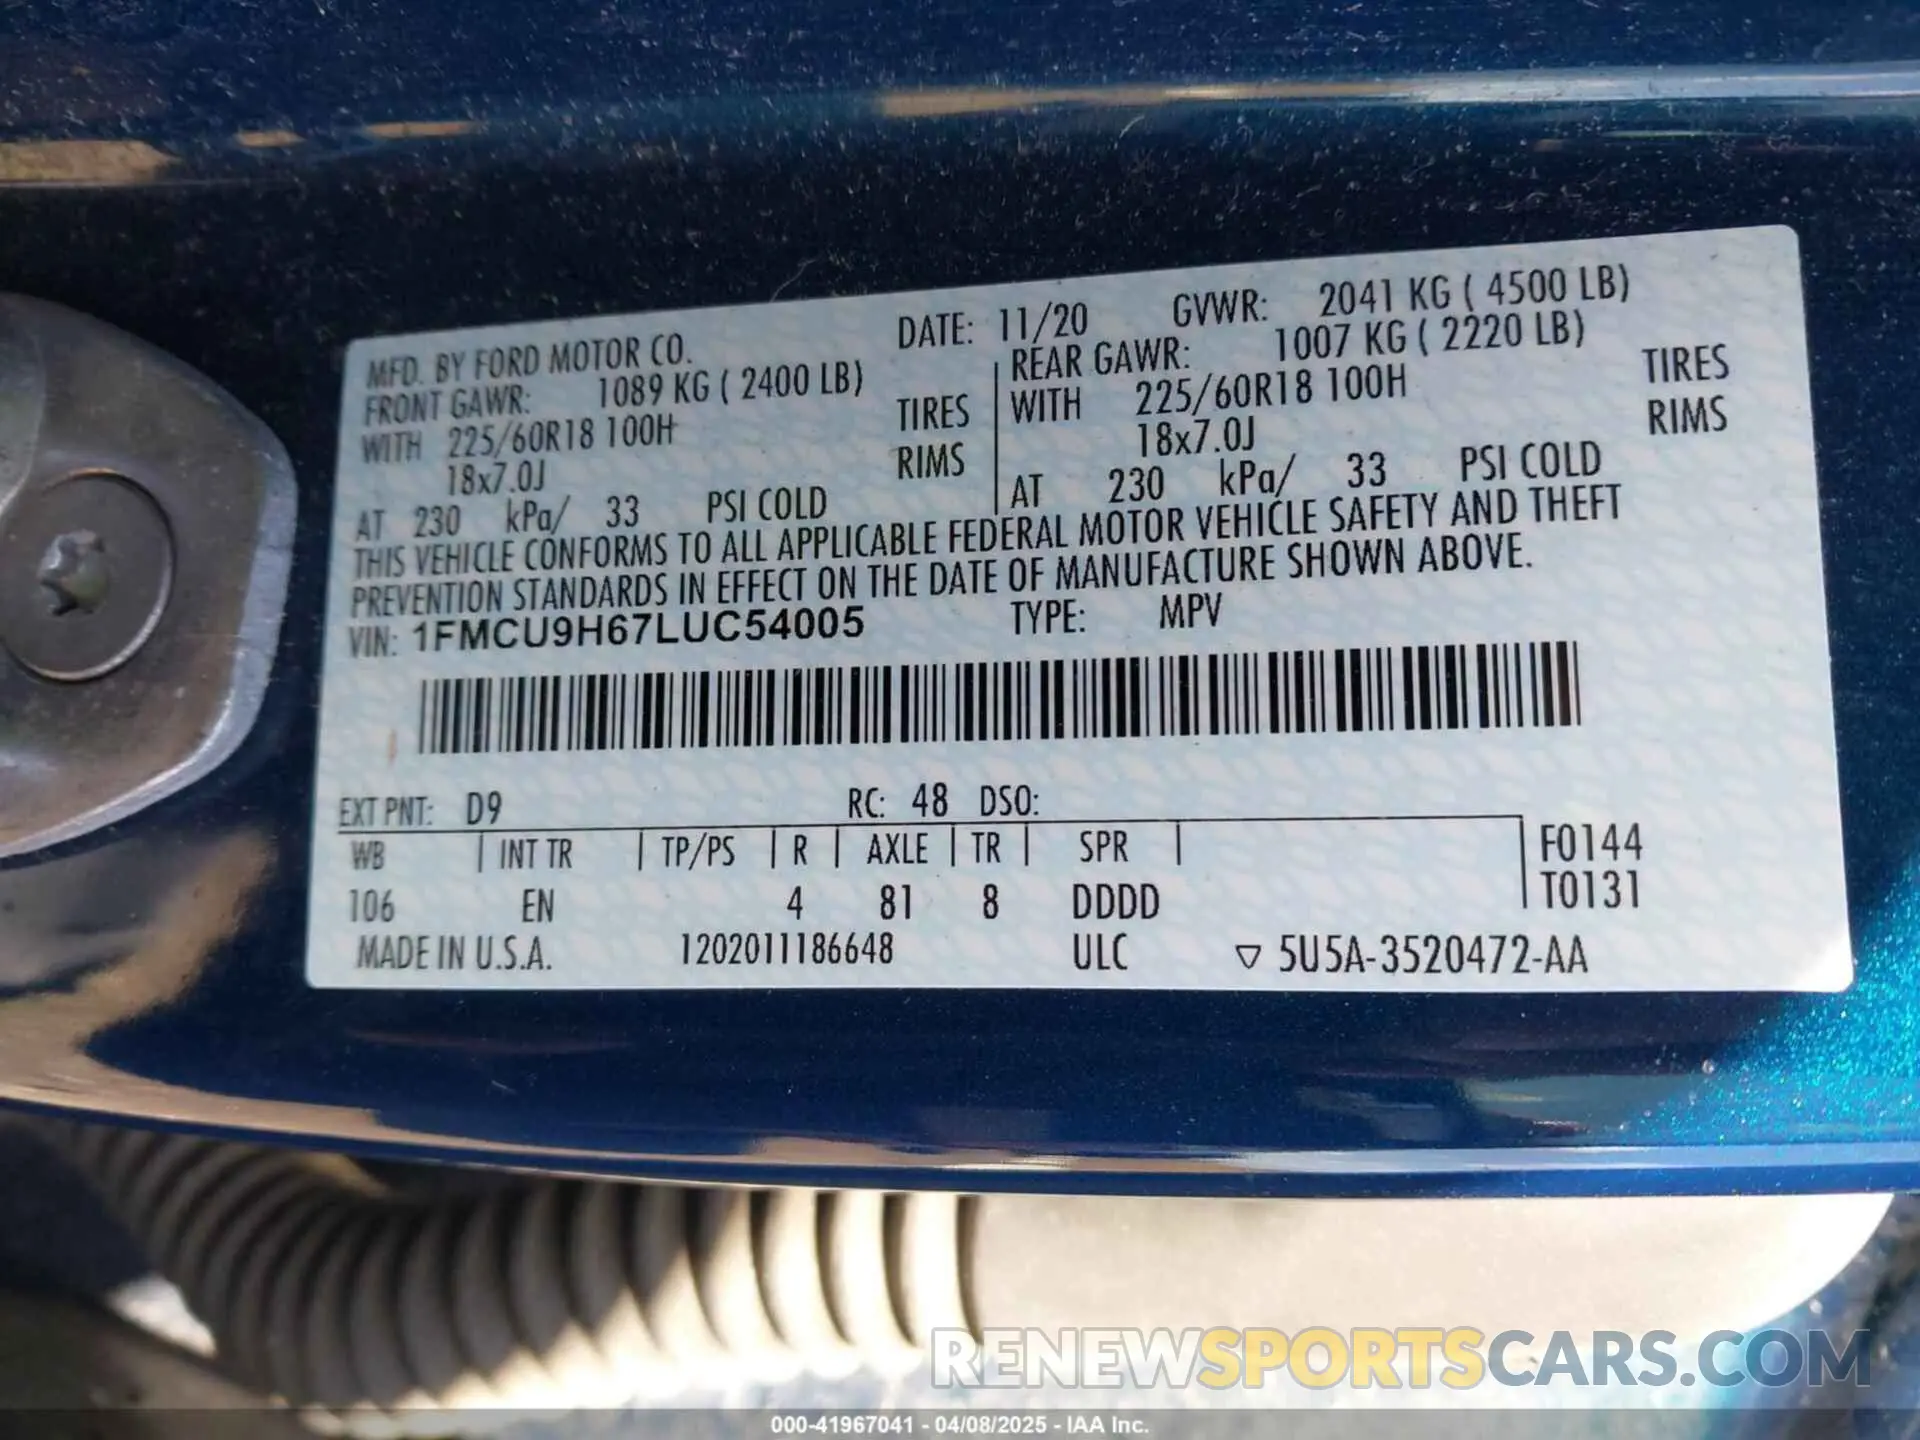 MFD. BY FORD MOTOR CO. DATE: 11/20 GVWR: 2041 KG ( 4500 LB)
FRONT GAWR: 1089 KG ( 2400 LB) REAR GAWR: 1007 KG ( 2220 LB)
WITH 225/60R18 100H TIRES WITH 225/60R18 100H TIRES
18x7.0J RIMS 18x7.0J RIMS
AT 230 kPa/ 33 PSI COLD AT 230 kPa/ 33 PSI COLD
THIS VEHICLE CONFORMS TO ALL APPLICABLE FEDERAL MOTOR VEHICLE SAFETY AND THEFT
PREVENTION STANDARDS IN EFFECT ON THE DATE OF MANUFACTURE SHOWN ABOVE.
VIN: 1FMCU9H67LUC54005 TYPE: MPV
EXT PNT: D9 RC: 48 DSO:
WB INT TR TP/PS R AXLE TR SPR F0144
106 EN 4 81 8 DDDD T0131
MADE IN U.S.A. 1202011186648 ULC ▽ 5U5A-3520472-AA
RENEWSPORTSCARS.COM
000-41967041 - 04/08/2025 - IAA Inc.